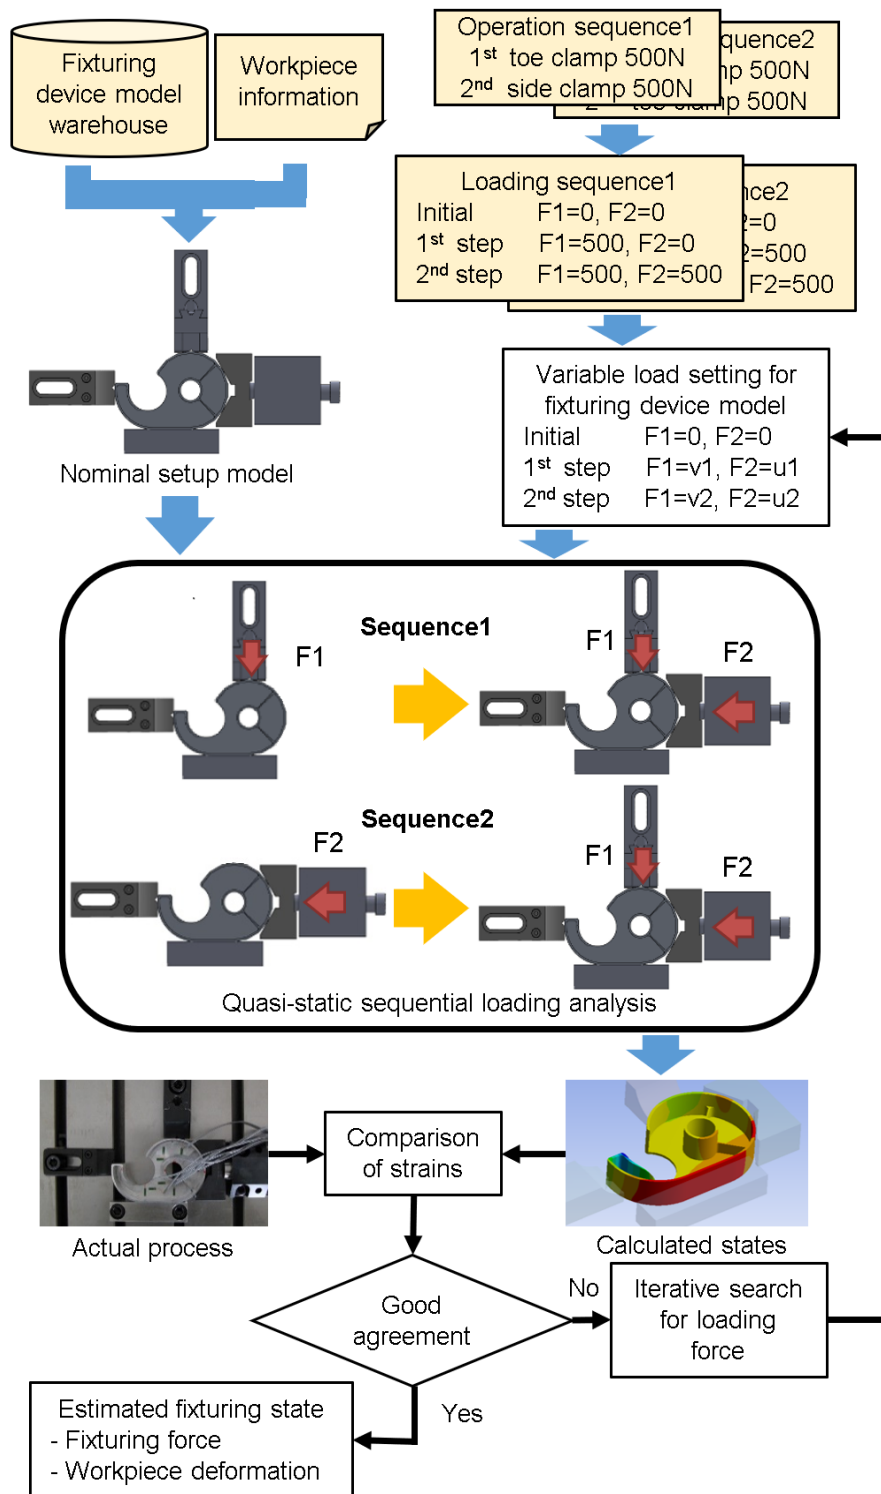 Fixturing
device model
warehouse
Workpiece
information
Operation sequence1
1st toe clamp 500N
2nd side clamp 500N
quence2
mp 500N
clamp 500N
Loading sequence1
Initial F1=0, F2=0
1st step F1=500, F2=0
2nd step F1=500, F2=500
nce2
=0
=500
F2=500
Nominal setup model
Variable load setting for
fixturing device model
Initial F1=0, F2=0
1st step F1=v1, F2=u1
2nd step F1=v2, F2=u2
Sequence1
F1
F1
F2
Sequence2
F2
F1
F2
Quasi-static sequential loading analysis
Comparison
of strains
Actual process
Calculated states
Good
agreement
No
Iterative search
for loading
force
Yes
Estimated fixturing state
- Fixturing force
- Workpiece deformation